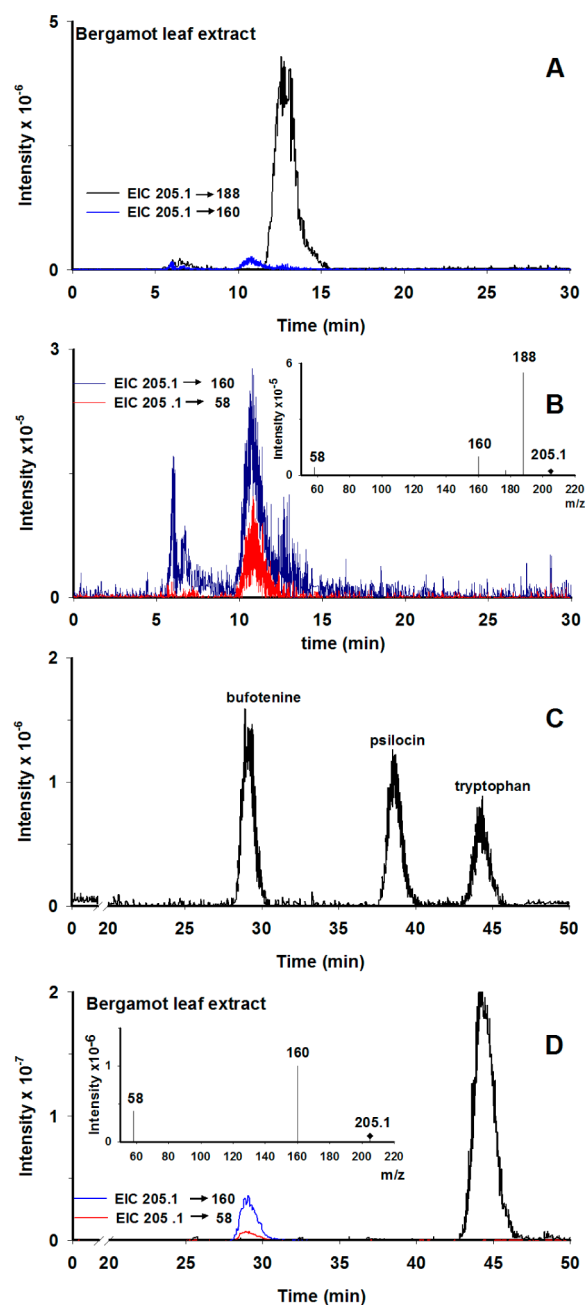 Bergamot leaf extract
A
5
Intensity x 10-6
EIC 205.1 → 188
EIC 205.1 → 160
0
0 5 10 15 20 25 30
Time (min)
3
EIC 205.1 → 160
EIC 205 .1 → 58
B
6
Intensity x10-5
188
58
160
205.1
0
60 80 100 120 140 160 180 200 220
m/z
Intensity x10-5
0
0 5 10 15 20 25 30
time (min)
2
C
bufotenine
psilocin
tryptophan
Intensity x 10-6
1
0
0 20 25 30 35 40 45 50
Time (min)
2
Bergamot leaf extract
D
Intensity x10-6
160
1
58
205.1
0
60 80 100 120 140 160 180 200 220
m/z
Intensity x 10-7
1
EIC 205.1 → 160
EIC 205 .1 → 58
0
0 20 25 30 35 40 45 50
Time (min)